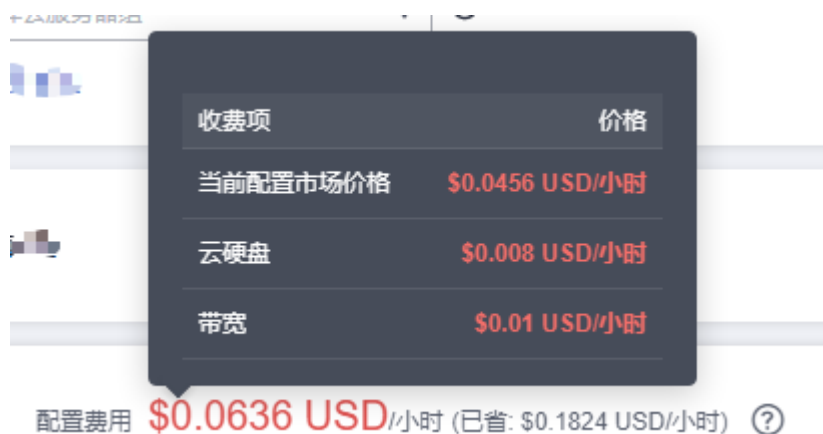 收费项 价格
当前配置市场价格 $0.0456 USD/小时
云硬盘 $0.008 USD/小时
带宽 $0.01 USD/小时
配置费用 $0.0636 USD/小时 (已省: $0.1824 USD/小时) ?